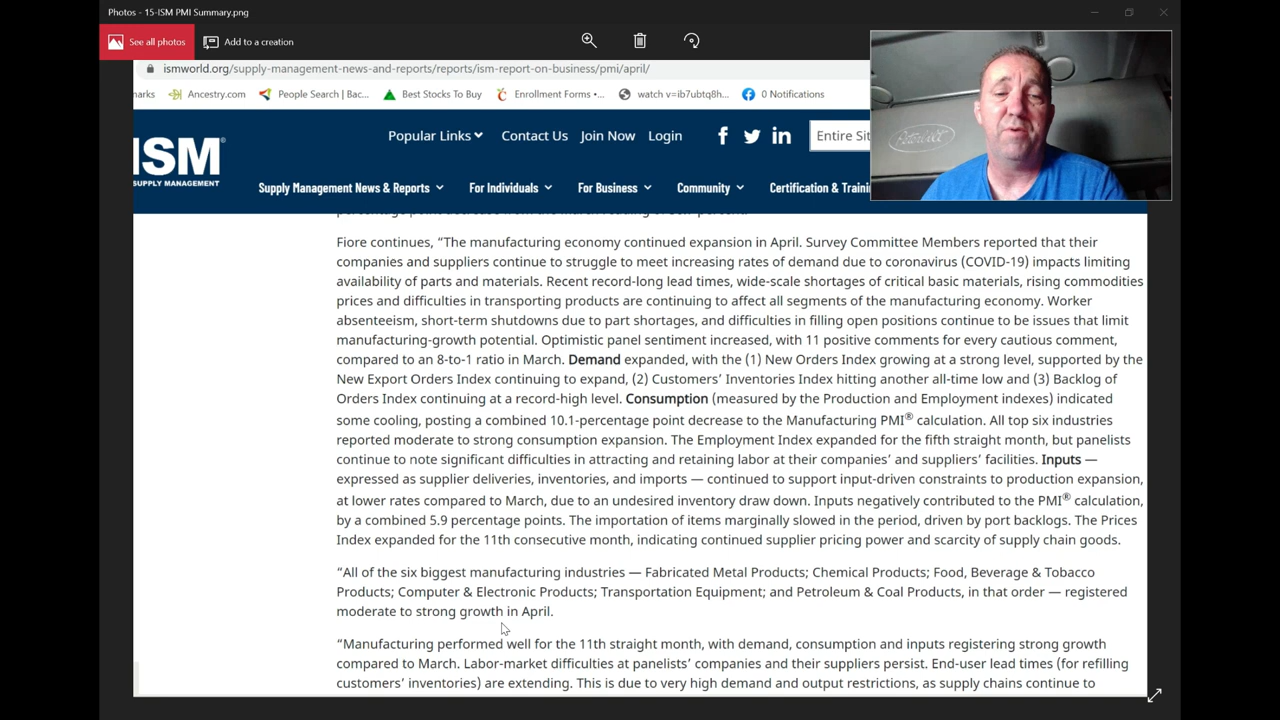 Photos - 15-ISM PMI Summary.png
See all photos
Add to a creation
ismworld.org/supply-management-news-and-reports/reports/ism-report-on-business/pmi/april/
marks
Ancestry.com
People Search | Bac...
Best Stocks To Buy
Enrollment Forms •...
watch v=ib7ubtq8h...
0 Notifications
Popular Links
Contact Us
Join Now
Login
Entire Sit
ISM®
SUPPLY MANAGEMENT
Supply Management News & Reports
For Individuals
For Business
Community
Certification & Traini
Peterbilt
Fiore continues, “The manufacturing economy continued expansion in April. Survey Committee Members reported that their
companies and suppliers continue to struggle to meet increasing rates of demand due to coronavirus (COVID-19) impacts limiting
availability of parts and materials. Recent record-long lead times, wide-scale shortages of critical basic materials, rising commodities
prices and difficulties in transporting products are continuing to affect all segments of the manufacturing economy. Worker
absenteeism, short-term shutdowns due to part shortages, and difficulties in filling open positions continue to be issues that limit
manufacturing-growth potential. Optimistic panel sentiment increased, with 11 positive comments for every cautious comment,
compared to an 8-to-1 ratio in March. Demand expanded, with the (1) New Orders Index growing at a strong level, supported by the
New Export Orders Index continuing to expand, (2) Customers’ Inventories Index hitting another all-time low and (3) Backlog of
Orders Index continuing at a record-high level. Consumption (measured by the Production and Employment indexes) indicated
some cooling, posting a combined 10.1-percentage point decrease to the Manufacturing PMI® calculation. All top six industries
reported moderate to strong consumption expansion. The Employment Index expanded for the fifth straight month, but panelists
continue to note significant difficulties in attracting and retaining labor at their companies’ and suppliers’ facilities. Inputs —
expressed as supplier deliveries, inventories, and imports — continued to support input-driven constraints to production expansion,
at lower rates compared to March, due to an undesired inventory draw down. Inputs negatively contributed to the PMI® calculation,
by a combined 5.9 percentage points. The importation of items marginally slowed in the period, driven by port backlogs. The Prices
Index expanded for the 11th consecutive month, indicating continued supplier pricing power and scarcity of supply chain goods.
“All of the six biggest manufacturing industries — Fabricated Metal Products; Chemical Products; Food, Beverage & Tobacco
Products; Computer & Electronic Products; Transportation Equipment; and Petroleum & Coal Products, in that order — registered
moderate to strong growth in April.
“Manufacturing performed well for the 11th straight month, with demand, consumption and inputs registering strong growth
compared to March. Labor-market difficulties at panelists’ companies and their suppliers persist. End-user lead times (for refilling
customers’ inventories) are extending. This is due to very high demand and output restrictions, as supply chains continue to